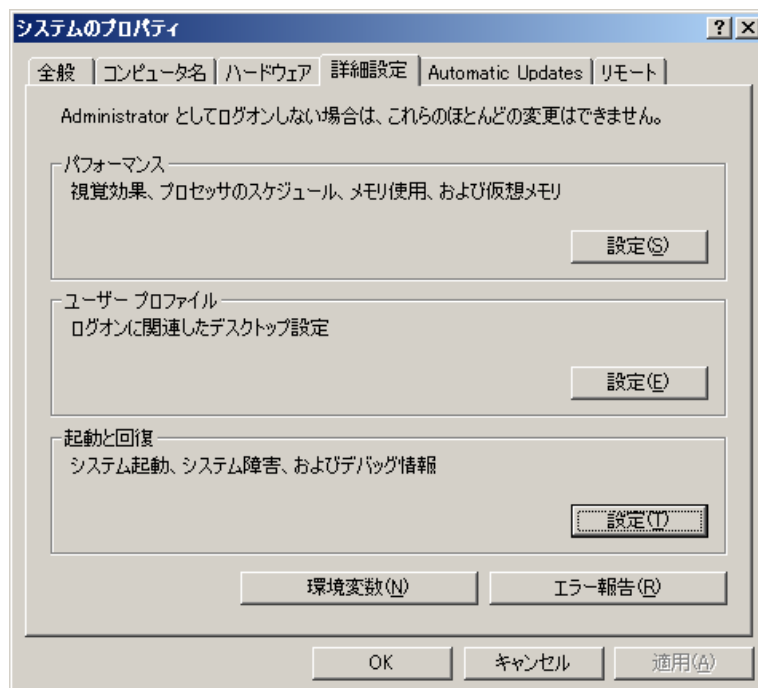 システムのプロパティ
全般 コンピュータ名 ハードウェア 詳細設定 Automatic Updates リモート
Administrator としてログオンしない場合は、これらのほとんどの変更はできません。
パフォーマンス
視覚効果、プロセッサのスケジュール、メモリ使用、および仮想メモリ
設定(S)
ユーザー プロファイル
ログオンに関連したデスクトップ設定
設定(E)
起動と回復
システム起動、システム障害、およびデバッグ情報
設定(T)
環境変数(N) エラー報告(R)
OK キャンセル 適用(A)